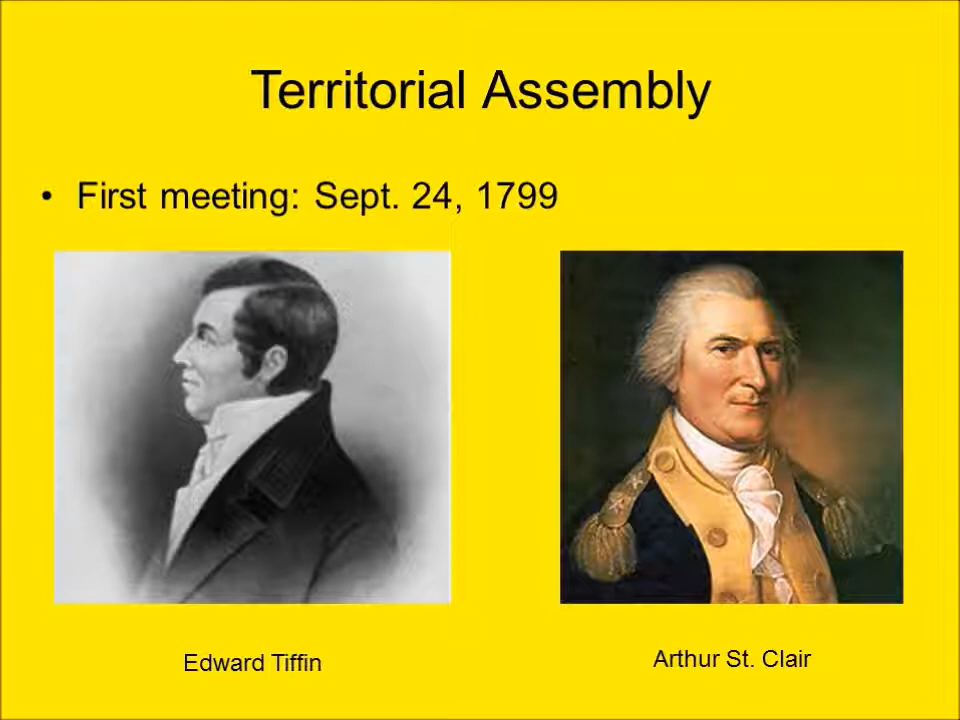 Territorial Assembly
• First meeting: Sept. 24, 1799
Edward Tiffin
Arthur St. Clair